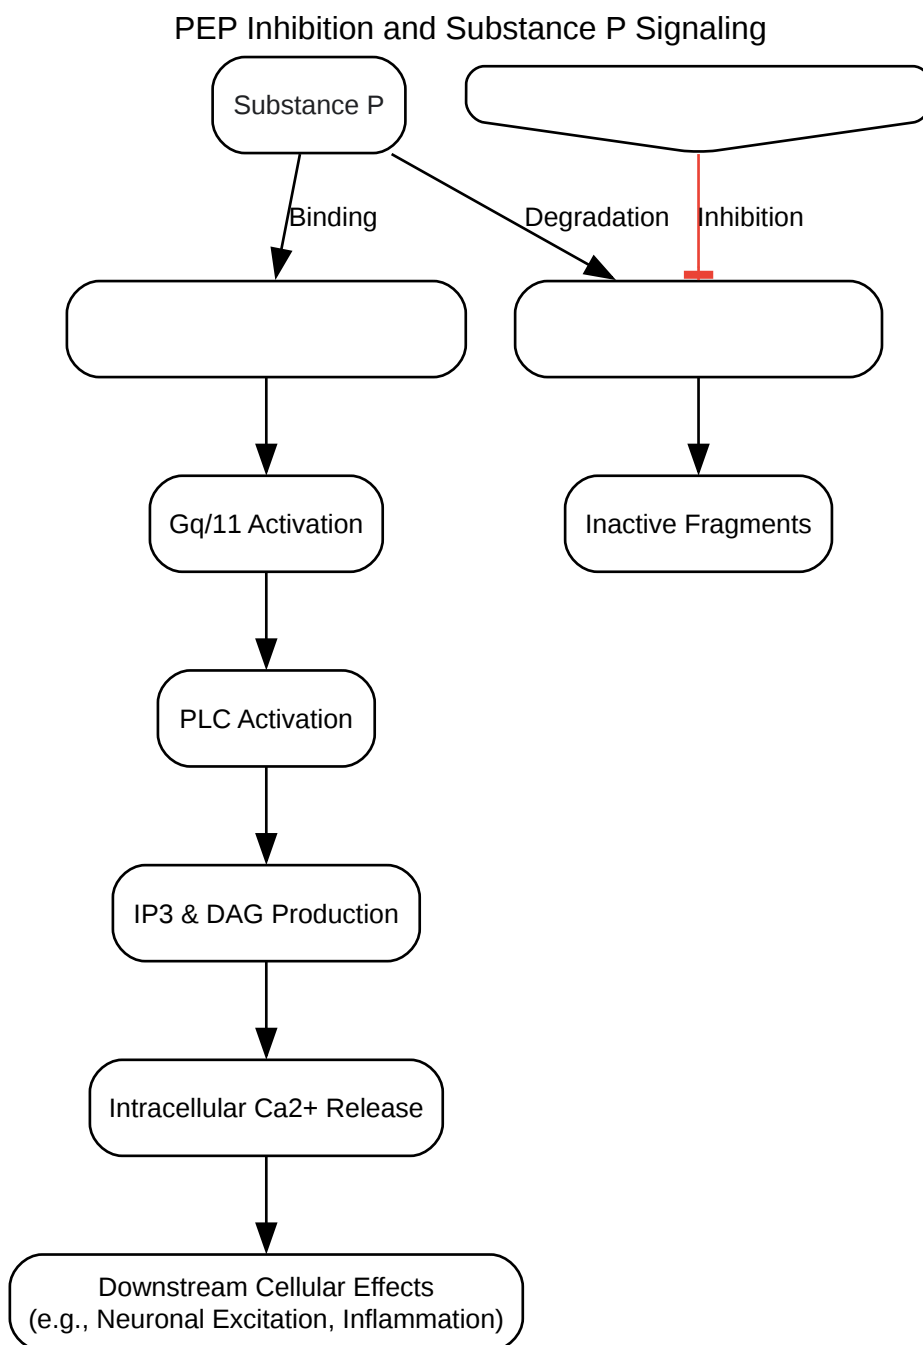 PEP Inhibition and Substance P Signaling
Substance P
Binding
Degradation
Inhibition
Gq/11 Activation
Inactive Fragments
PLC Activation
IP3 & DAG Production
Intracellular Ca2+ Release
Downstream Cellular Effects
(e.g., Neuronal Excitation, Inflammation)